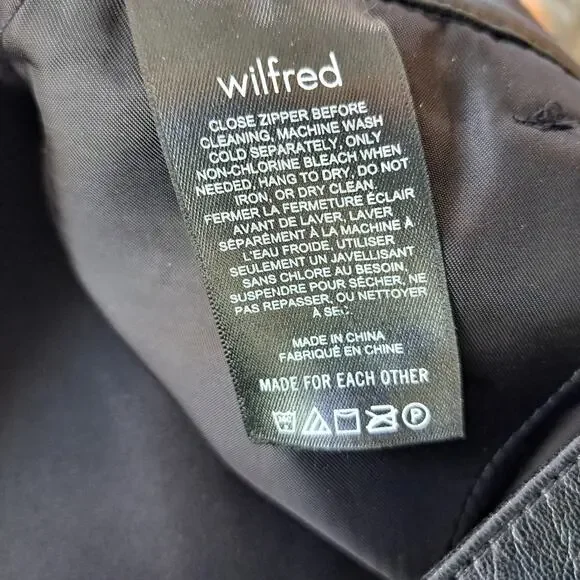 wilfred
CLOSE ZIPPER BEFORE
CLEANING, MACHINE WASH
COLD SEPARATELY, ONLY
NON-CHLORINE BLEACH WHEN
NEEDED, HANG TO DRY, DO NOT
IRON, OR DRY CLEAN.
FERMER LA FERMETURE ÉCLAIR
AVANT DE LAVER, LAVER
SÉPARÉMENT À LA MACHINE À
L'EAU FROIDE, UTILISER
SEULEMENT UN JAVELLISANT
SANS CHLORE AU BESOIN,
SUSPENDRE POUR SÉCHER, NE
PAS REPASSER, OU NETTOYER
À SEC.
MADE IN CHINA
FABRIQUÉ EN CHINE
MADE FOR EACH OTHER
P